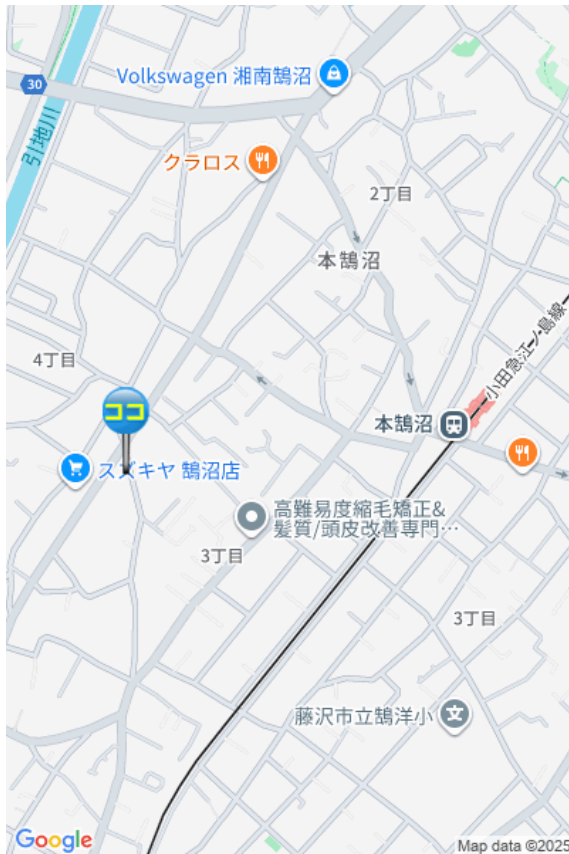 Volkswagen 湘南鵠沼
30
引地川
クラロス
2丁目
本鵠沼
小田急江ノ島線
4丁目
ココ
本鵠沼
スズキヤ 鵠沼店
高難易度縮毛矯正&
髪質/頭皮改善専門…
3丁目
3丁目
藤沢市立鵠洋小
文
Google
Map data ©2025